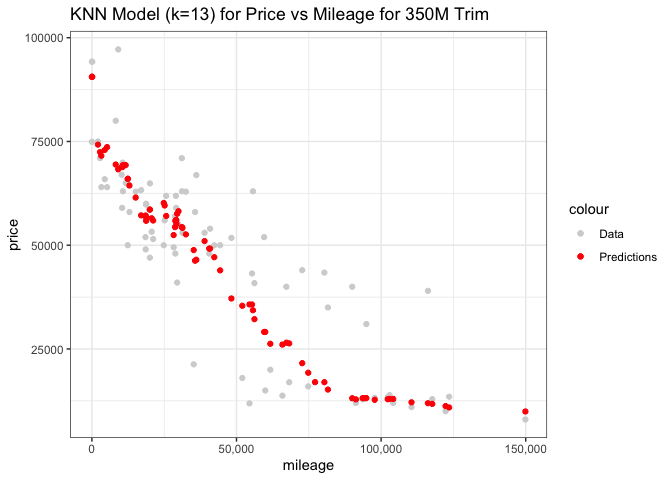 KNN Model (k=13) for Price vs Mileage for 350M Trim
100000
75000
50000
25000
price
0
50,000
100,000
150,000
mileage
colour
Data
Predictions